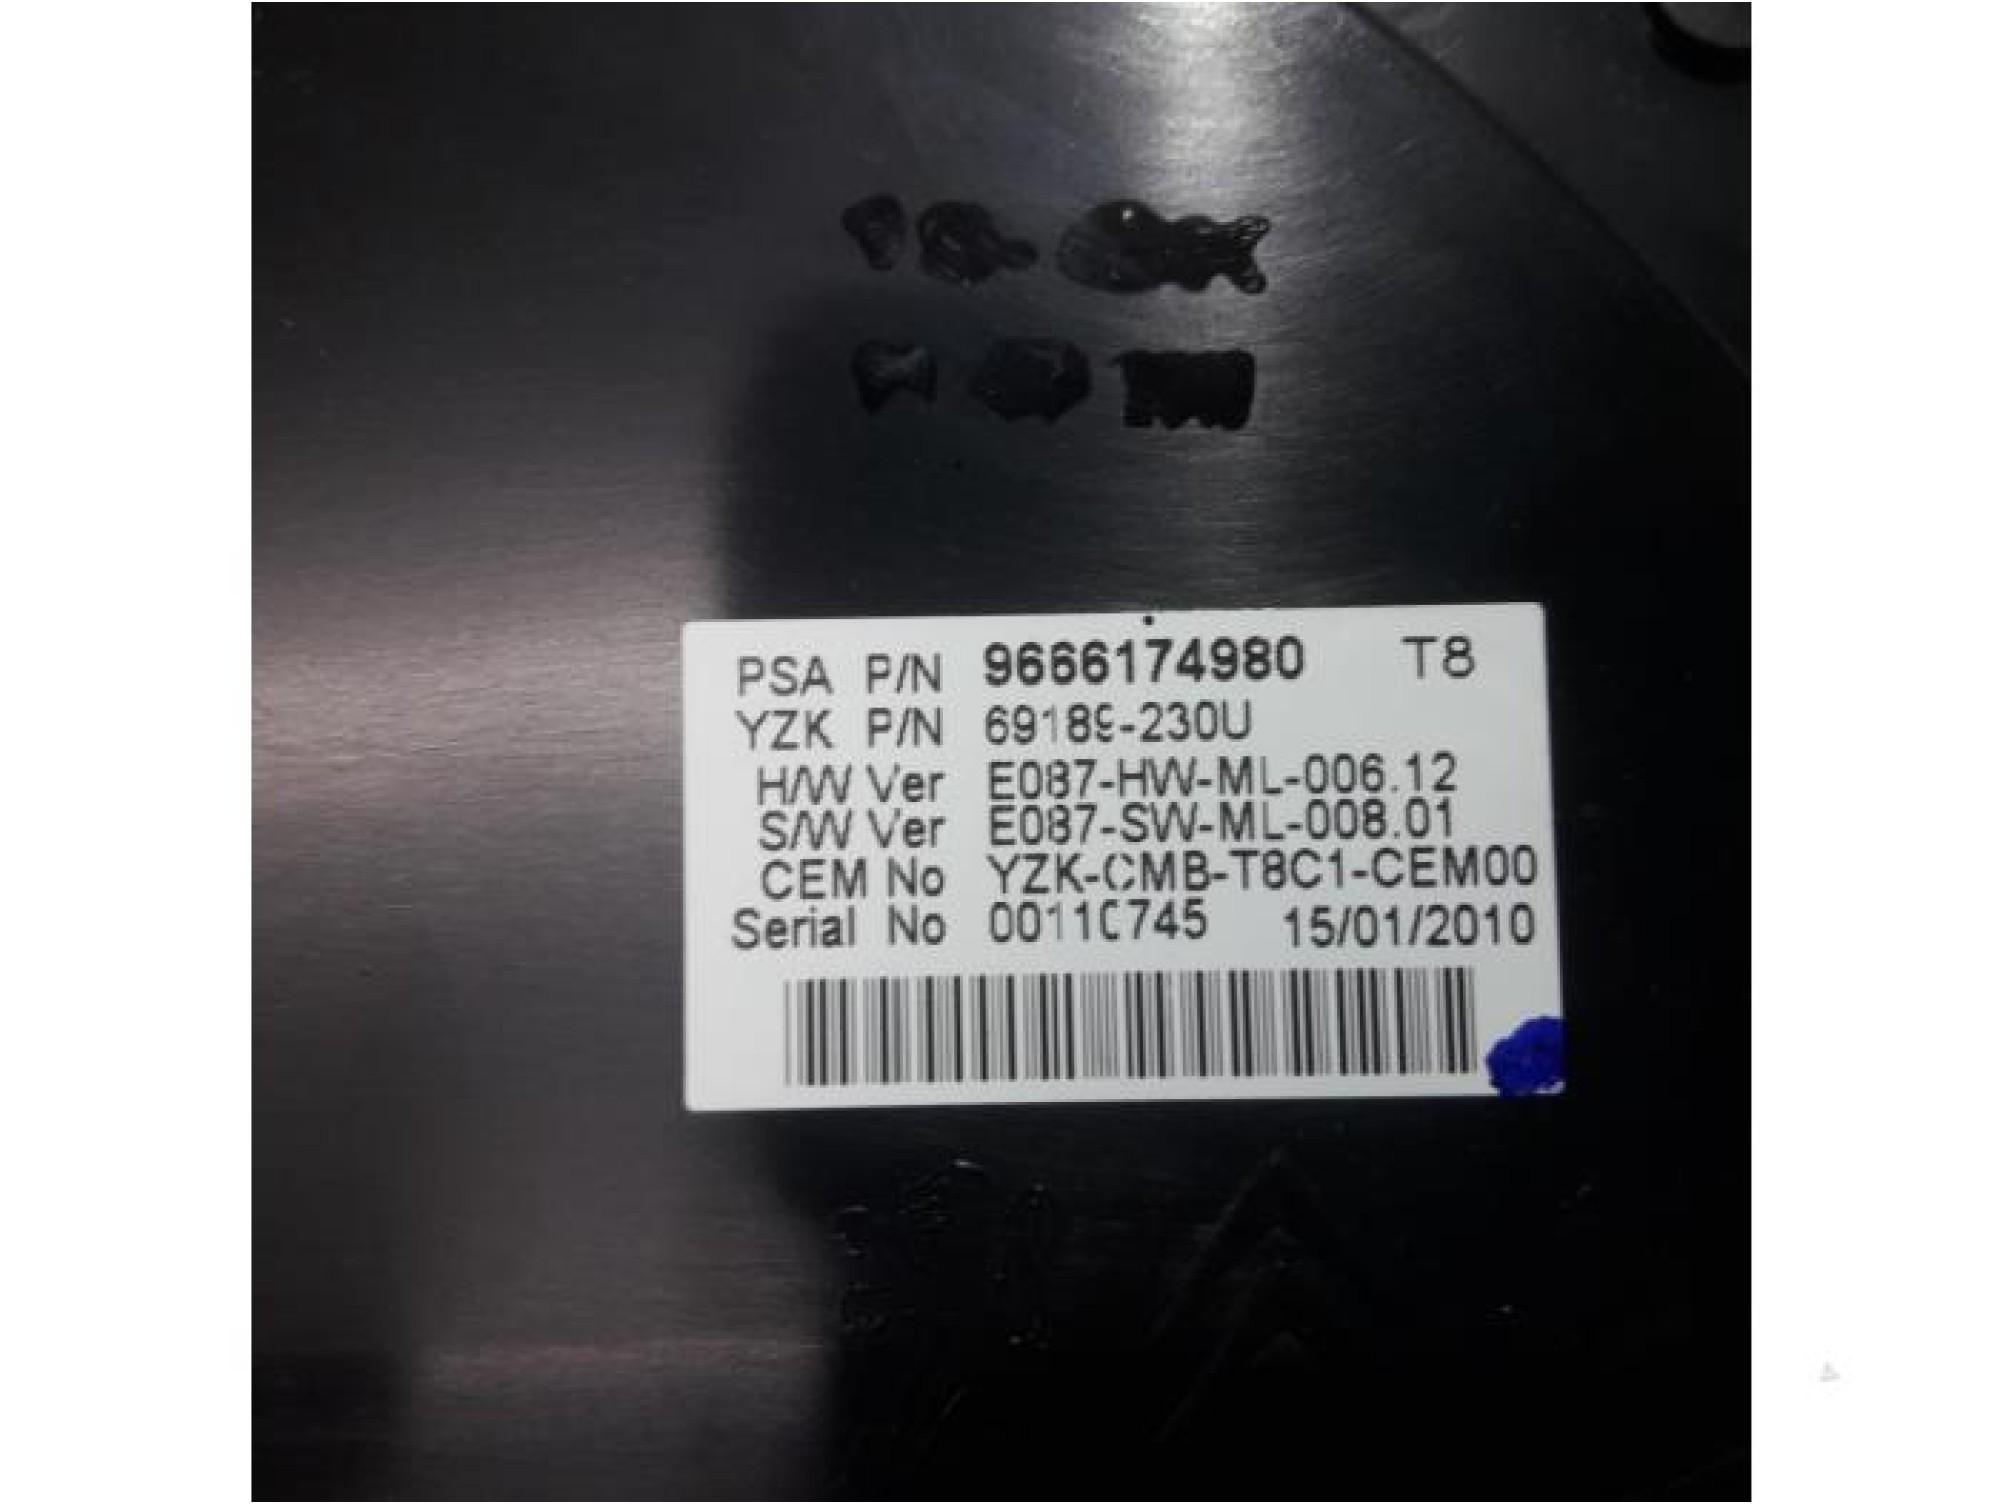 PSA P/N 9666174980 T8
YZK P/N 69189-230U
H/W Ver E087-HW-ML-006.12
S/W Ver E087-SW-ML-008.01
CEM No YZK-CMB-T8C1-CEM00
Serial No 00110745 15/01/2010